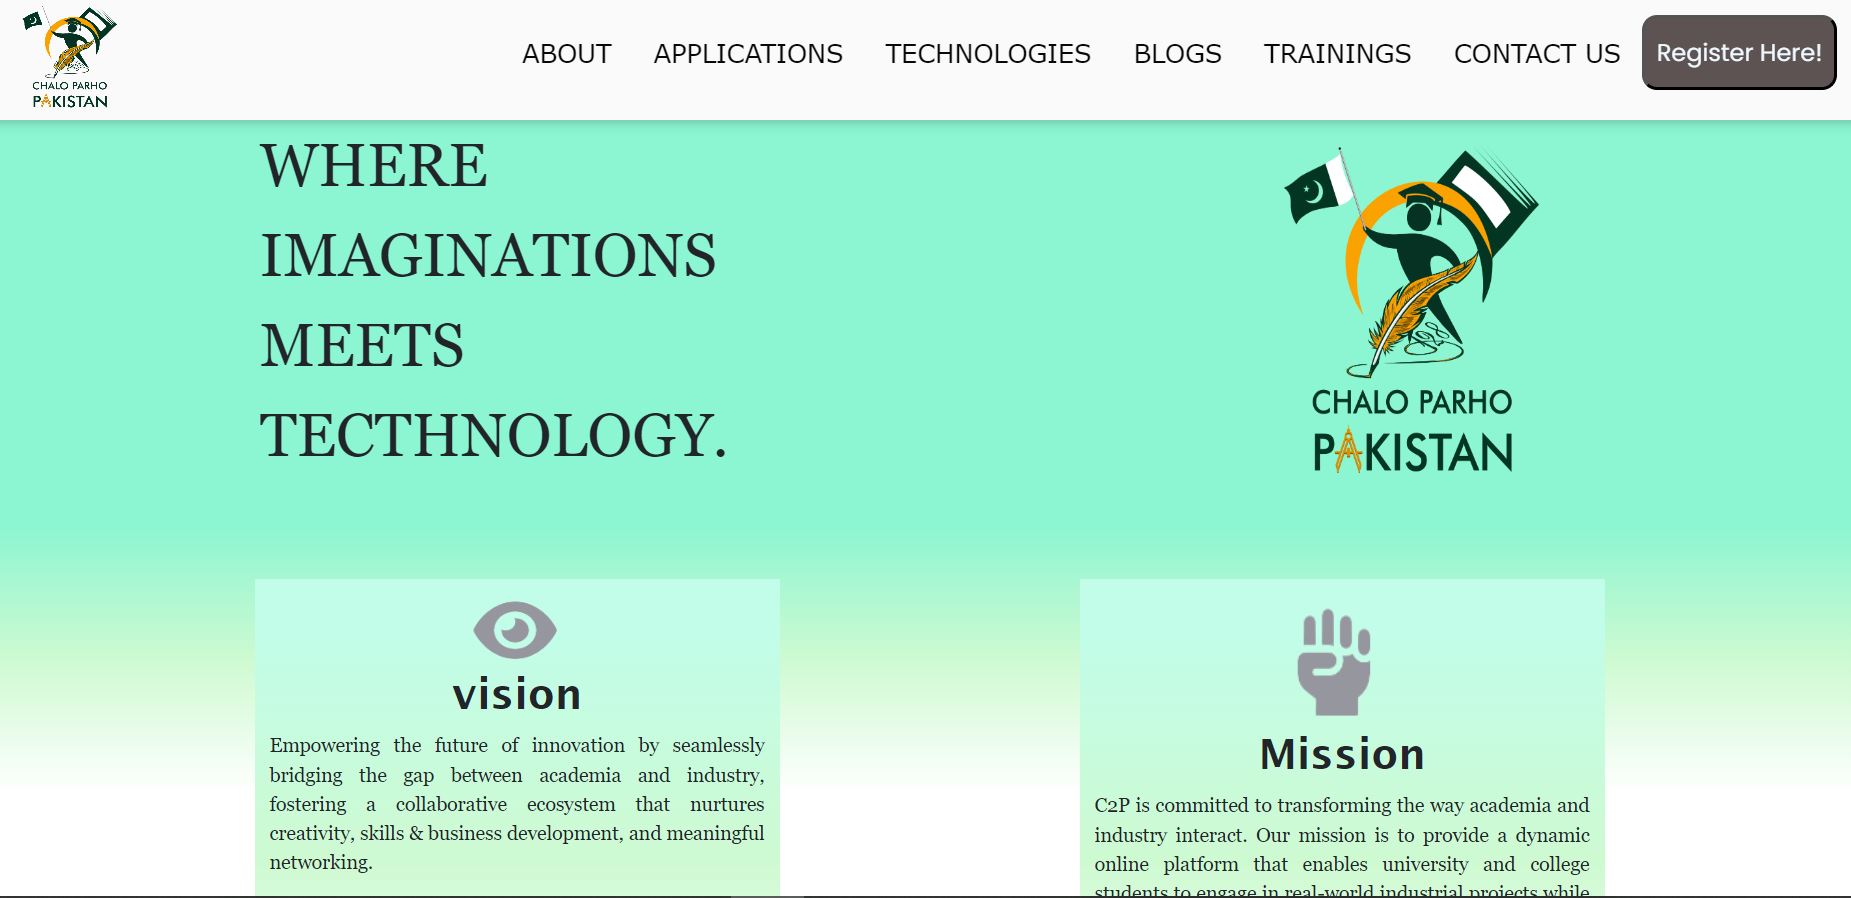 CHALO PARHO
PAKISTAN
ABOUT APPLICATIONS TECHNOLOGIES BLOGS TRAININGS CONTACT US Register Here!
WHERE
IMAGINATIONS
MEETS
TECTHNOLOGY.
CHALO PARHO
PAKISTAN
vision
Empowering the future of innovation by seamlessly
bridging the gap between academia and industry,
fostering a collaborative ecosystem that nurtures
creativity, skills & business development, and meaningful
networking.
Mission
C2P is committed to transforming the way academia and
industry interact. Our mission is to provide a dynamic
online platform that enables university and college
students to engage in real-world industrial projects while